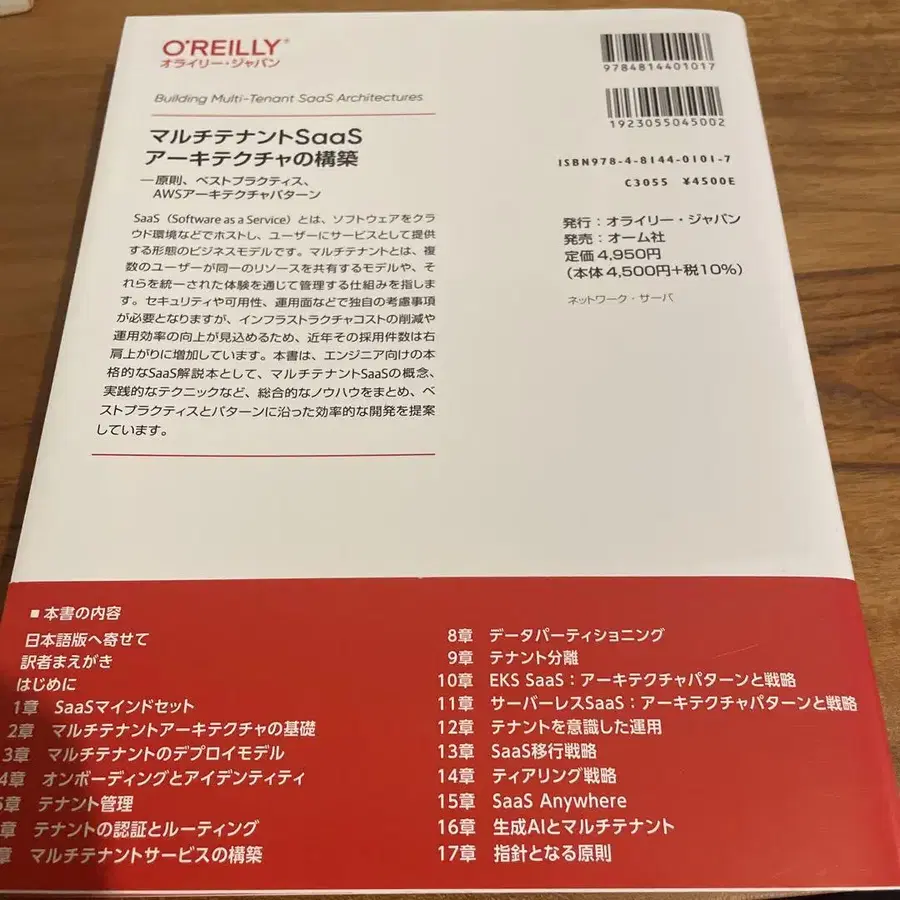 O'REILLY®
オライリー・ジャパン
Building Multi-Tenant SaaS Architectures
マルチテナントSaaS
アーキテクチャの構築
―原則、ベストプラクティス、
AWSアーキテクチャパターン
SaaS（Software as a Service）とは、ソフトウェアをクラ
ウド環境などでホストし、ユーザーにサービスとして提供
する形態のビジネスモデルです。マルチテナントとは、複
数のユーザーが同一のリソースを共有するモデルや、そ
れらを統一された体験を通じて管理する仕組みを指しま
す。セキュリティや可用性、運用面などで独自の考慮事項
が必要となりますが、インフラストラクチャコストの削減や
運用効率の向上が見込めるため、近年その採用件数は右
肩上がりに増加しています。本書は、エンジニア向けの本
格的なSaaS解説本として、マルチテナントSaaSの概念、
実践的なテクニックなど、総合的なノウハウをまとめ、ベ
ストプラクティスとパターンに沿った効率的な開発を提案
しています。
9784814401017
1923055045002
ISBN978-4-8144-0101-7
C3055 ¥4500E
発行：オライリー・ジャパン
発売：オーム社
定価4,950円
（本体4,500円+税10%）
ネットワーク・サーバ
■ 本書の内容
日本語版へ寄せて
訳者まえがき
はじめに
1章 SaaSマインドセット
2章 マルチテナントアーキテクチャの基礎
3章 マルチテナントのデプロイモデル
4章 オンボーディングとアイデンティティ
5章 テナント管理
章 テナントの認証とルーティング
章 マルチテナントサービスの構築
8章 データパーティショニング
9章 テナント分離
10章 EKS SaaS：アーキテクチャパターンと戦略
11章 サーバーレスSaaS：アーキテクチャパターンと戦略
12章 テナントを意識した運用
13章 SaaS移行戦略
14章 ティアリング戦略
15章 SaaS Anywhere
16章 生成AIとマルチテナント
17章 指針となる原則